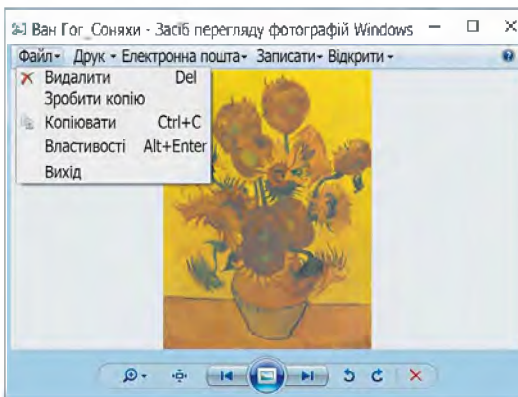 Ван Гог_Соняхи - Засіб перегляду фотографій Windows
Файл Друк Електронна пошта Записати Відкрити
Видалити Del
Зробити копію
Копіювати Ctrl+C
Властивості Alt+Enter
Вихід